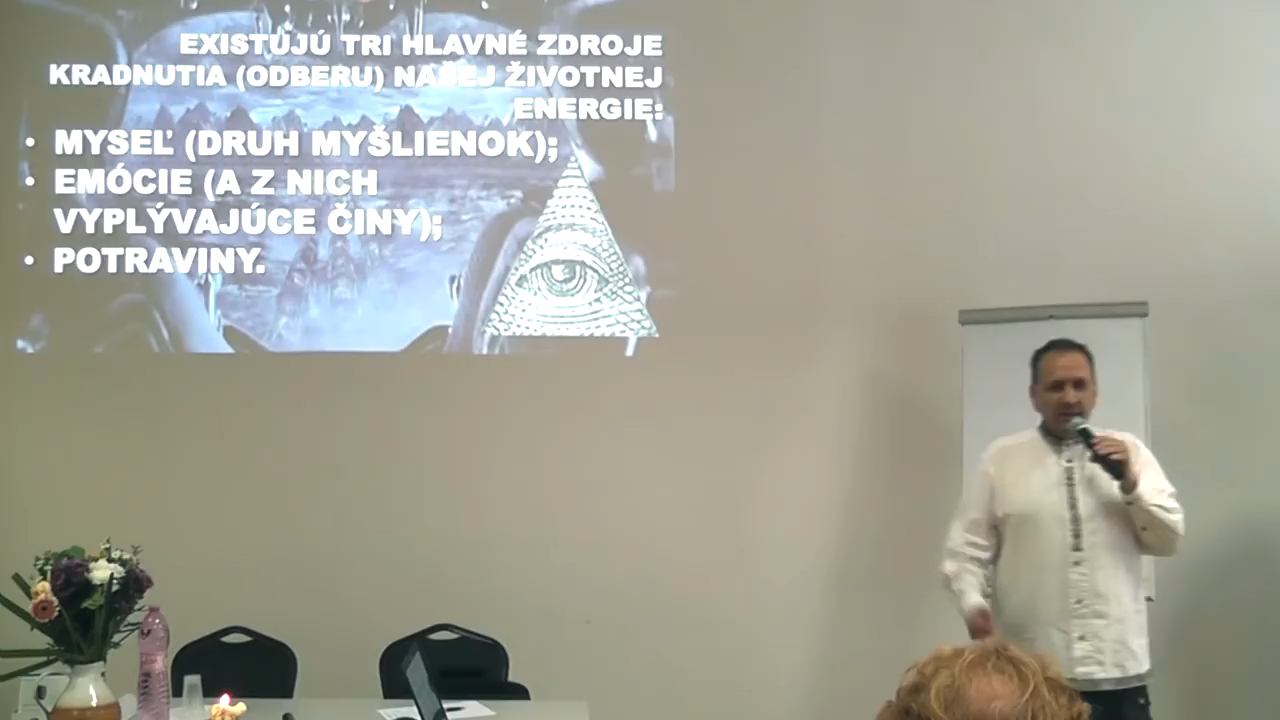 EXISTUJÚ TRI HLAVNÉ ZDROJE
KRADNUTIA (ODBERU) NAŠEJ ŽIVOTNEJ
ENERGIE:
• MYSEĽ (DRUH MYŠLIENOK);
• EMÓCIE (A Z NICH
VYPLÝVAJÚCE ČINY);
• POTRAVINY.